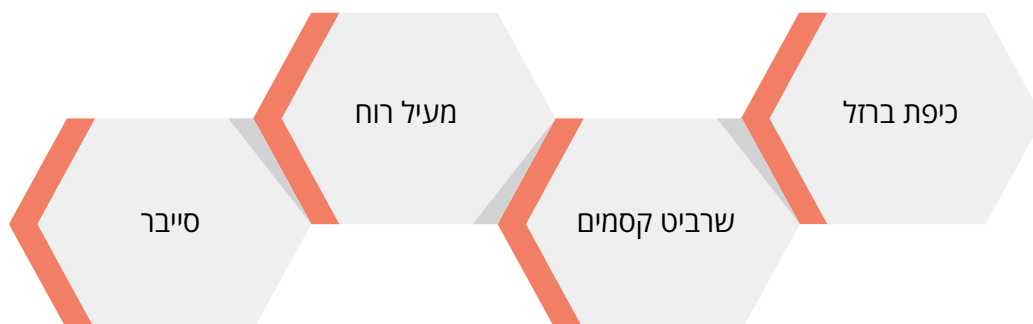 כיפת ברזל
שרביט קסמים
מעיל רוח
סייבר